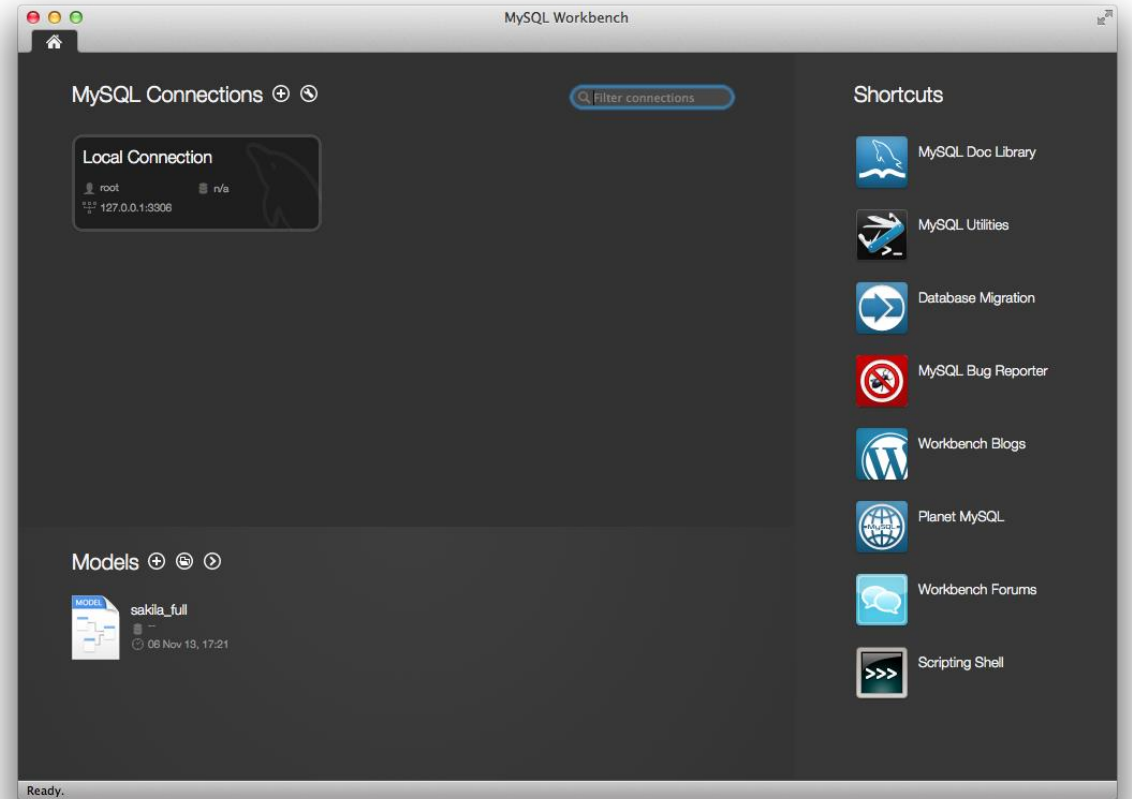 MySQL Workbench
MySQL Connections
Filter connections
Local Connection
root n/a
127.0.0.1:3306
Shortcuts
MySQL Doc Library
MySQL Utilities
Database Migration
MySQL Bug Reporter
Workbench Blogs
MySQL
Planet MySQL
Workbench Forums
>>>
Scripting Shell
Models
MODEL
sakila_full
--
06 Nov 13, 17:21
Ready.